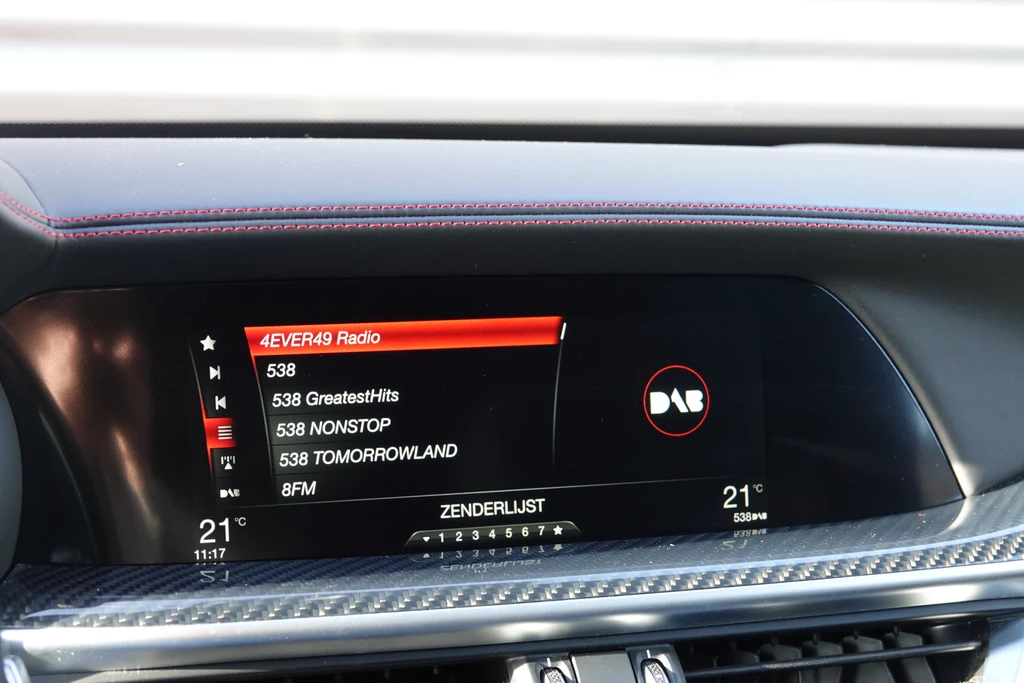 4EVER49 Radio
538
538 GreatestHits
538 NONSTOP
538 TOMORROWLAND
8FM
DAB
DAB
ZENDERLIJST
1 2 3 4 5 6 7
21°C
11:17
21°C
538 DAB